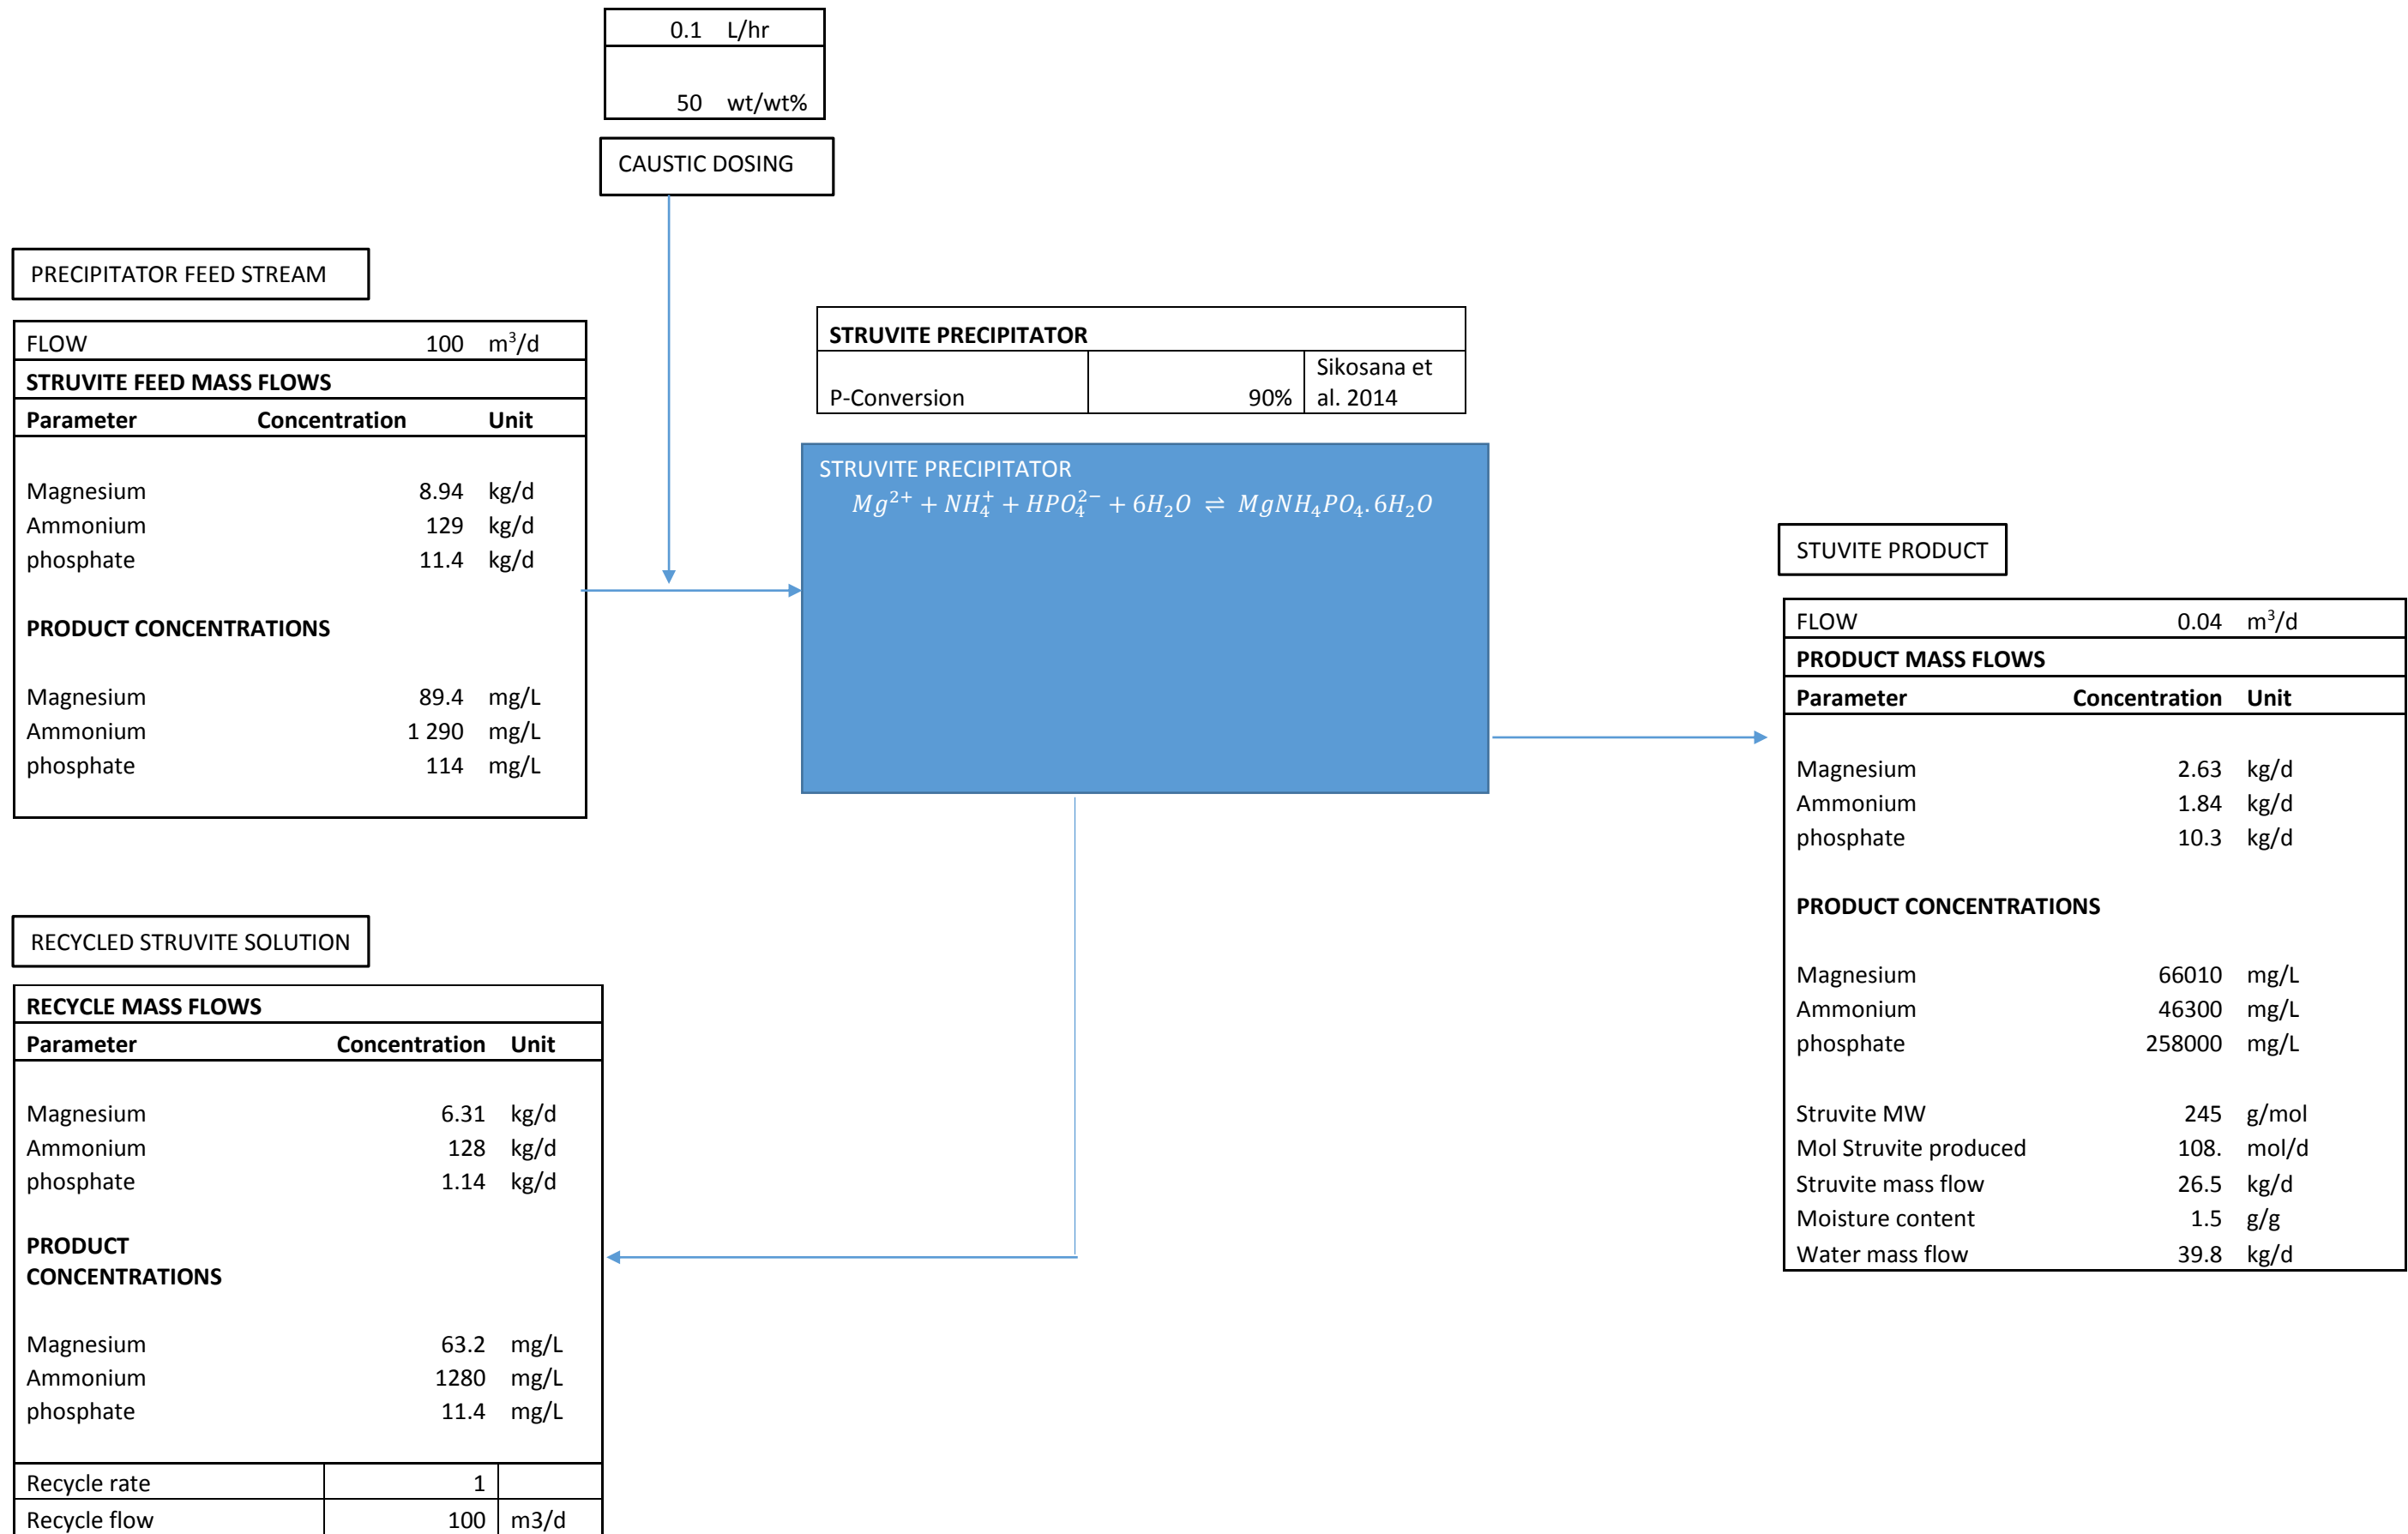 0.1 L/hr
50 wt/wt%
CAUSTIC DOSING
PRECIPITATOR FEED STREAM
FLOW 100 m³/d
STRUVITE FEED MASS FLOWS
Parameter Concentration Unit
Magnesium 8.94 kg/d
Ammonium 129 kg/d
phosphate 11.4 kg/d
PRODUCT CONCENTRATIONS
Magnesium 89.4 mg/L
Ammonium 1 290 mg/L
phosphate 114 mg/L
STRUVITE PRECIPITATOR
P-Conversion 90% Sikosana et
al. 2014
STRUVITE PRECIPITATOR
Mg²⁺ + NH₄⁺ + HPO₄²⁻ + 6H₂O ⇌ MgNH₄PO₄.6H₂O
STUVITE PRODUCT
FLOW 0.04 m³/d
PRODUCT MASS FLOWS
Parameter Concentration Unit
Magnesium 2.63 kg/d
Ammonium 1.84 kg/d
phosphate 10.3 kg/d
PRODUCT CONCENTRATIONS
Magnesium 66010 mg/L
Ammonium 46300 mg/L
phosphate 258000 mg/L
Struvite MW 245 g/mol
Mol Struvite produced 108. mol/d
Struvite mass flow 26.5 kg/d
Moisture content 1.5 g/g
Water mass flow 39.8 kg/d
RECYCLED STRUVITE SOLUTION
RECYCLE MASS FLOWS
Parameter Concentration Unit
Magnesium 6.31 kg/d
Ammonium 128 kg/d
phosphate 1.14 kg/d
PRODUCT
CONCENTRATIONS
Magnesium 63.2 mg/L
Ammonium 1280 mg/L
phosphate 11.4 mg/L
Recycle rate 1
Recycle flow 100 m3/d